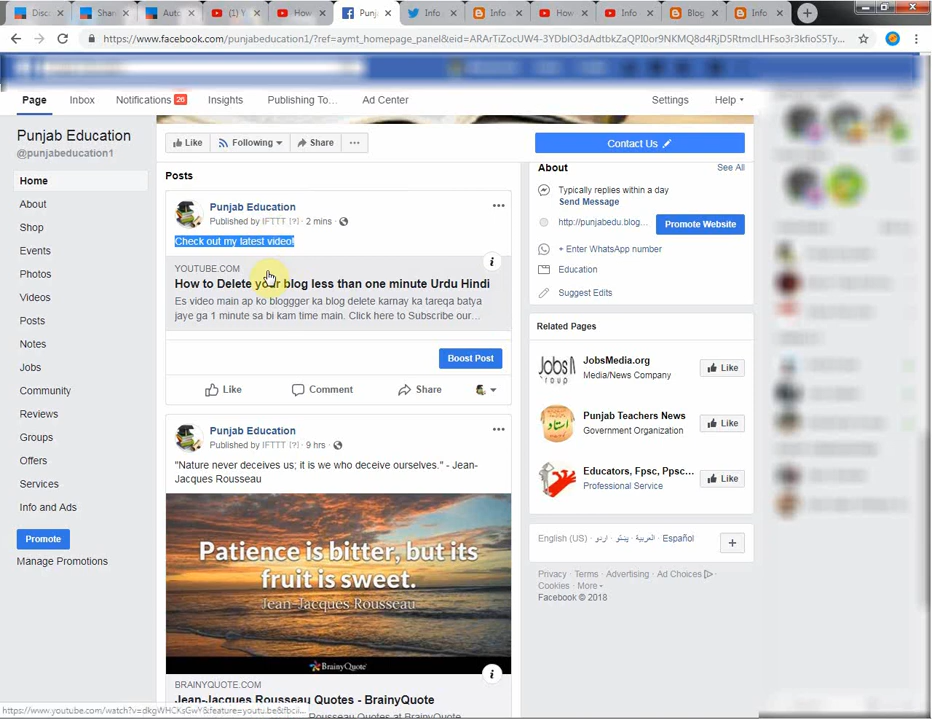 Disc
Shar
Auto
(1) Y
How
Punj
Info
Info
How
Info
Blog
Info
https://www.facebook.com/punjabeducation1/?ref=aymt_homepage_panel&eid=
Page
Inbox
Notifications 26
Insights
Publishing To...
Ad Center
Settings
Help
Punjab Education
@punjabeducation1
Home
About
Shop
Events
Photos
Videos
Posts
Notes
Jobs
Community
Reviews
Groups
Offers
Services
Info and Ads
Promote
Manage Promotions
Like
Following
Share
...
Contact Us
Posts
Punjab Education
Published by IFTTT [?] · 2 mins ·
Check out my latest video!
YOUTUBE.COM
How to Delete your blog less than one minute Urdu Hindi
Es video main ap ko bloggger ka blog delete karnay ka tareqa batya
jaye ga 1 minute sa bi kam time main. Click here to Subscribe our...
Boost Post
Like
Comment
Share
Punjab Education
Published by IFTTT [?] · 9 hrs ·
"Nature never deceives us; it is we who deceive ourselves." - Jean-
Jacques Rousseau
Patience is bitter, but its
fruit is sweet.
Jean-Jacques Rousseau
BrainyQuote
BRAINYQUOTE.COM
Jean-Jacques Rousseau Quotes - BrainyQuote
Rousseau Quotes at BrainyQuote
About
See All
Typically replies within a day
Send Message
http://punjabedu.blog...
Promote Website
+ Enter WhatsApp number
Education
Suggest Edits
Related Pages
JobsMedia.org
Media/News Company
Like
Punjab Teachers News
Government Organization
Like
استاد
Educators, Fpsc, Ppsc...
Professional Service
Like
English (US) · اردو · پښتو · العربية · Español
+
Privacy · Terms · Advertising · Ad Choices ·
Cookies · More
Facebook © 2018